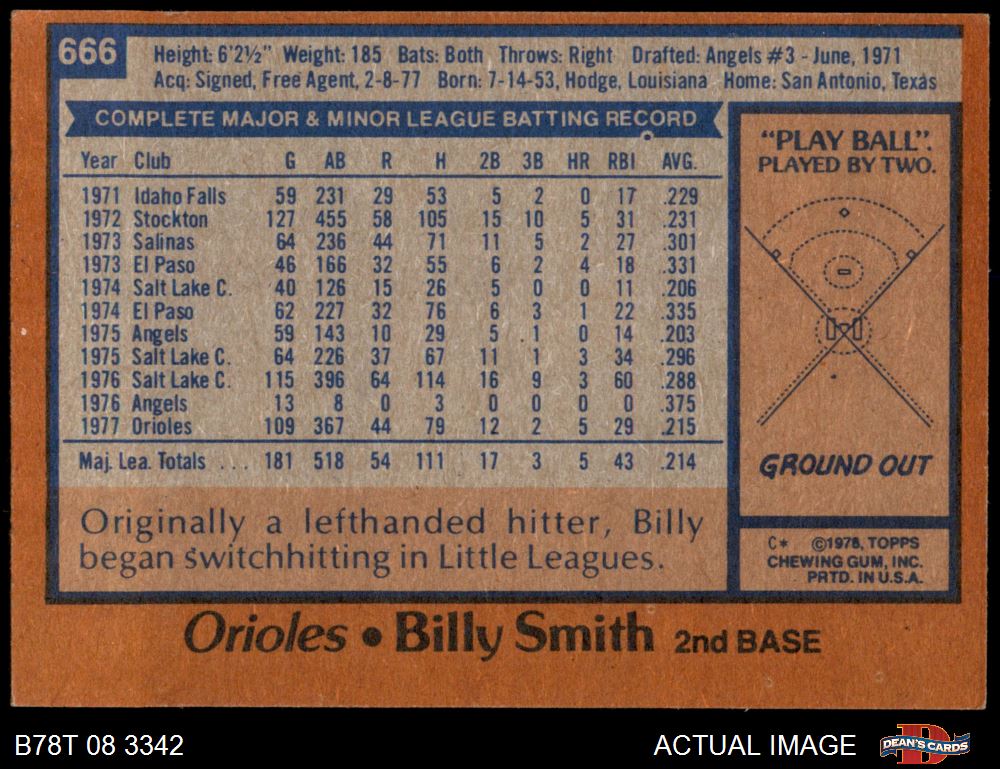 666
Height: 6'2½" Weight: 185 Bats: Both Throws: Right Drafted: Angels #3 - June, 1971
Acq: Signed, Free Agent, 2-8-77 Born: 7-14-53, Hodge, Louisiana Home: San Antonio, Texas
COMPLETE MAJOR & MINOR LEAGUE BATTING RECORD
Year Club G AB R H 2B 3B HR RBI AVG.
1971 Idaho Falls 59 231 29 53 5 2 0 17 .229
1972 Stockton 127 455 58 105 15 10 5 31 .231
1973 Salinas 64 236 44 71 11 5 2 27 .301
1973 El Paso 46 166 32 55 6 2 4 18 .331
1974 Salt Lake C. 40 126 15 26 5 0 0 11 .206
1974 El Paso 62 227 32 76 6 3 1 22 .335
1975 Angels 59 143 10 29 5 1 0 14 .203
1975 Salt Lake C. 64 226 37 67 11 1 3 34 .296
1976 Salt Lake C. 115 396 64 114 16 9 3 60 .288
1976 Angels 13 8 0 3 0 0 0 0 .375
1977 Orioles 109 367 44 79 12 2 5 29 .215
Maj. Lea. Totals ... 181 518 54 111 17 3 5 43 .214
Originally a lefthanded hitter, Billy
began switchhitting in Little Leagues.
"PLAY BALL".
PLAYED BY TWO.
GROUND OUT
C* ©1978, TOPPS
CHEWING GUM, INC.
PRTD. IN U.S.A.
Orioles • Billy Smith 2nd BASE
B78T 08 3342
ACTUAL IMAGE
DEAN'S CARDS